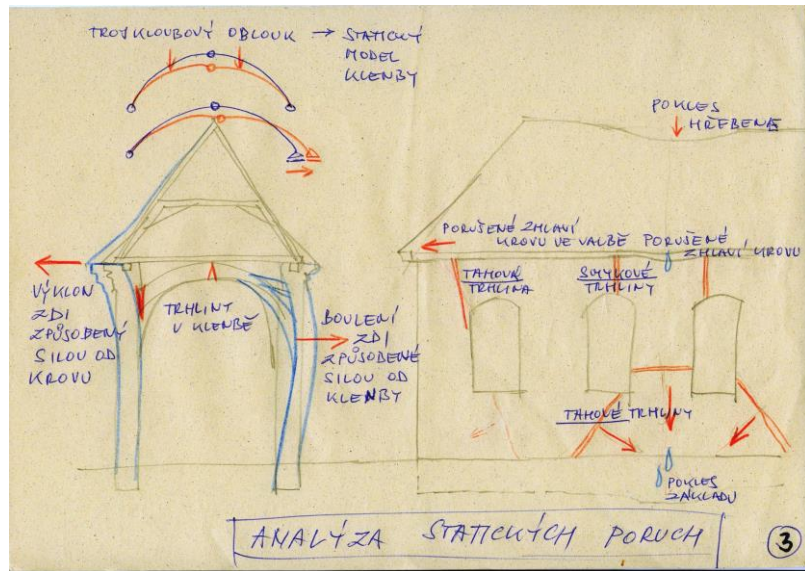 TROJKLOUBOVÝ OBLOUK → STATICKÝ
MODEL
KLENBY
POKLES
HŘEBENE
PORUŠENÉ ZHLAVÍ
KROVU VE VALBĚ
PORUŠENÉ
ZHLAVÍ KROVU
TAHOVÁ
TRHLINA
SMYKOVÉ
TRHLINY
VÝKLON
ZDI
ZPŮSOBENÝ
SILOU OD
KROVU
TRHLINY
V KLENBĚ
BOULENÍ
ZDI
ZPŮSOBENÉ
SILOU OD
KLENBY
TAHOVÉ TRHLINY
POKLES
ZÁKLADU
ANALÝZA STATICKÝCH PORUCH
3